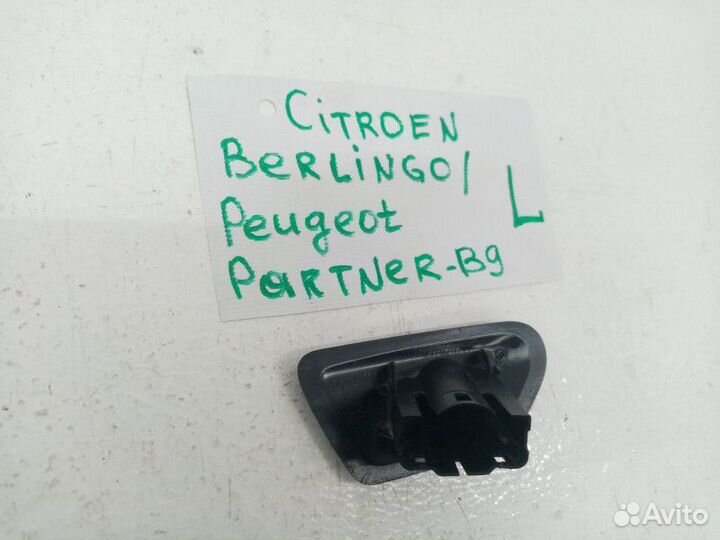 CiTROEN
BeRLiNGO/
Peugeot
L
PaRTNeR-B9
Avito